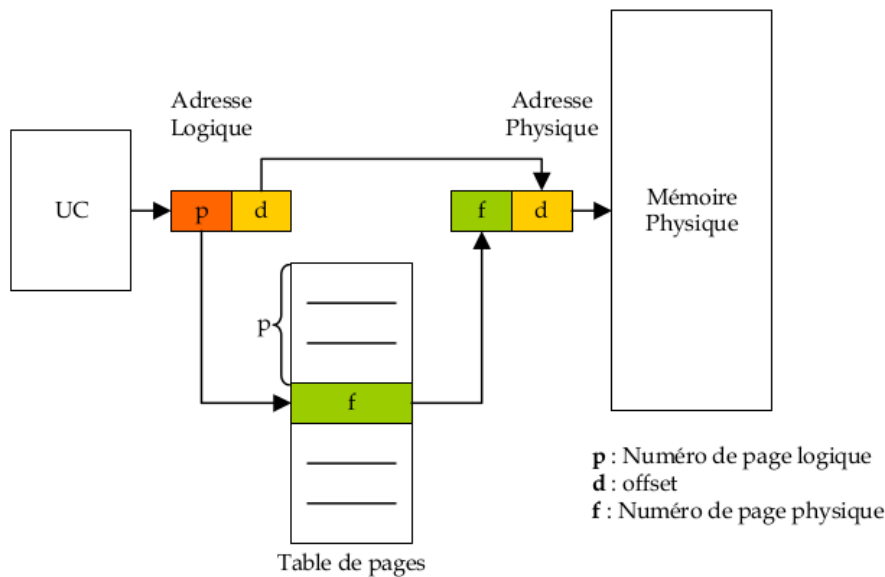 Adresse
Logique
Adresse
Physique
UC
p
d
f
d
Mémoire
Physique
p
f
Table de pages
p : Numéro de page logique
d : offset
f : Numéro de page physique